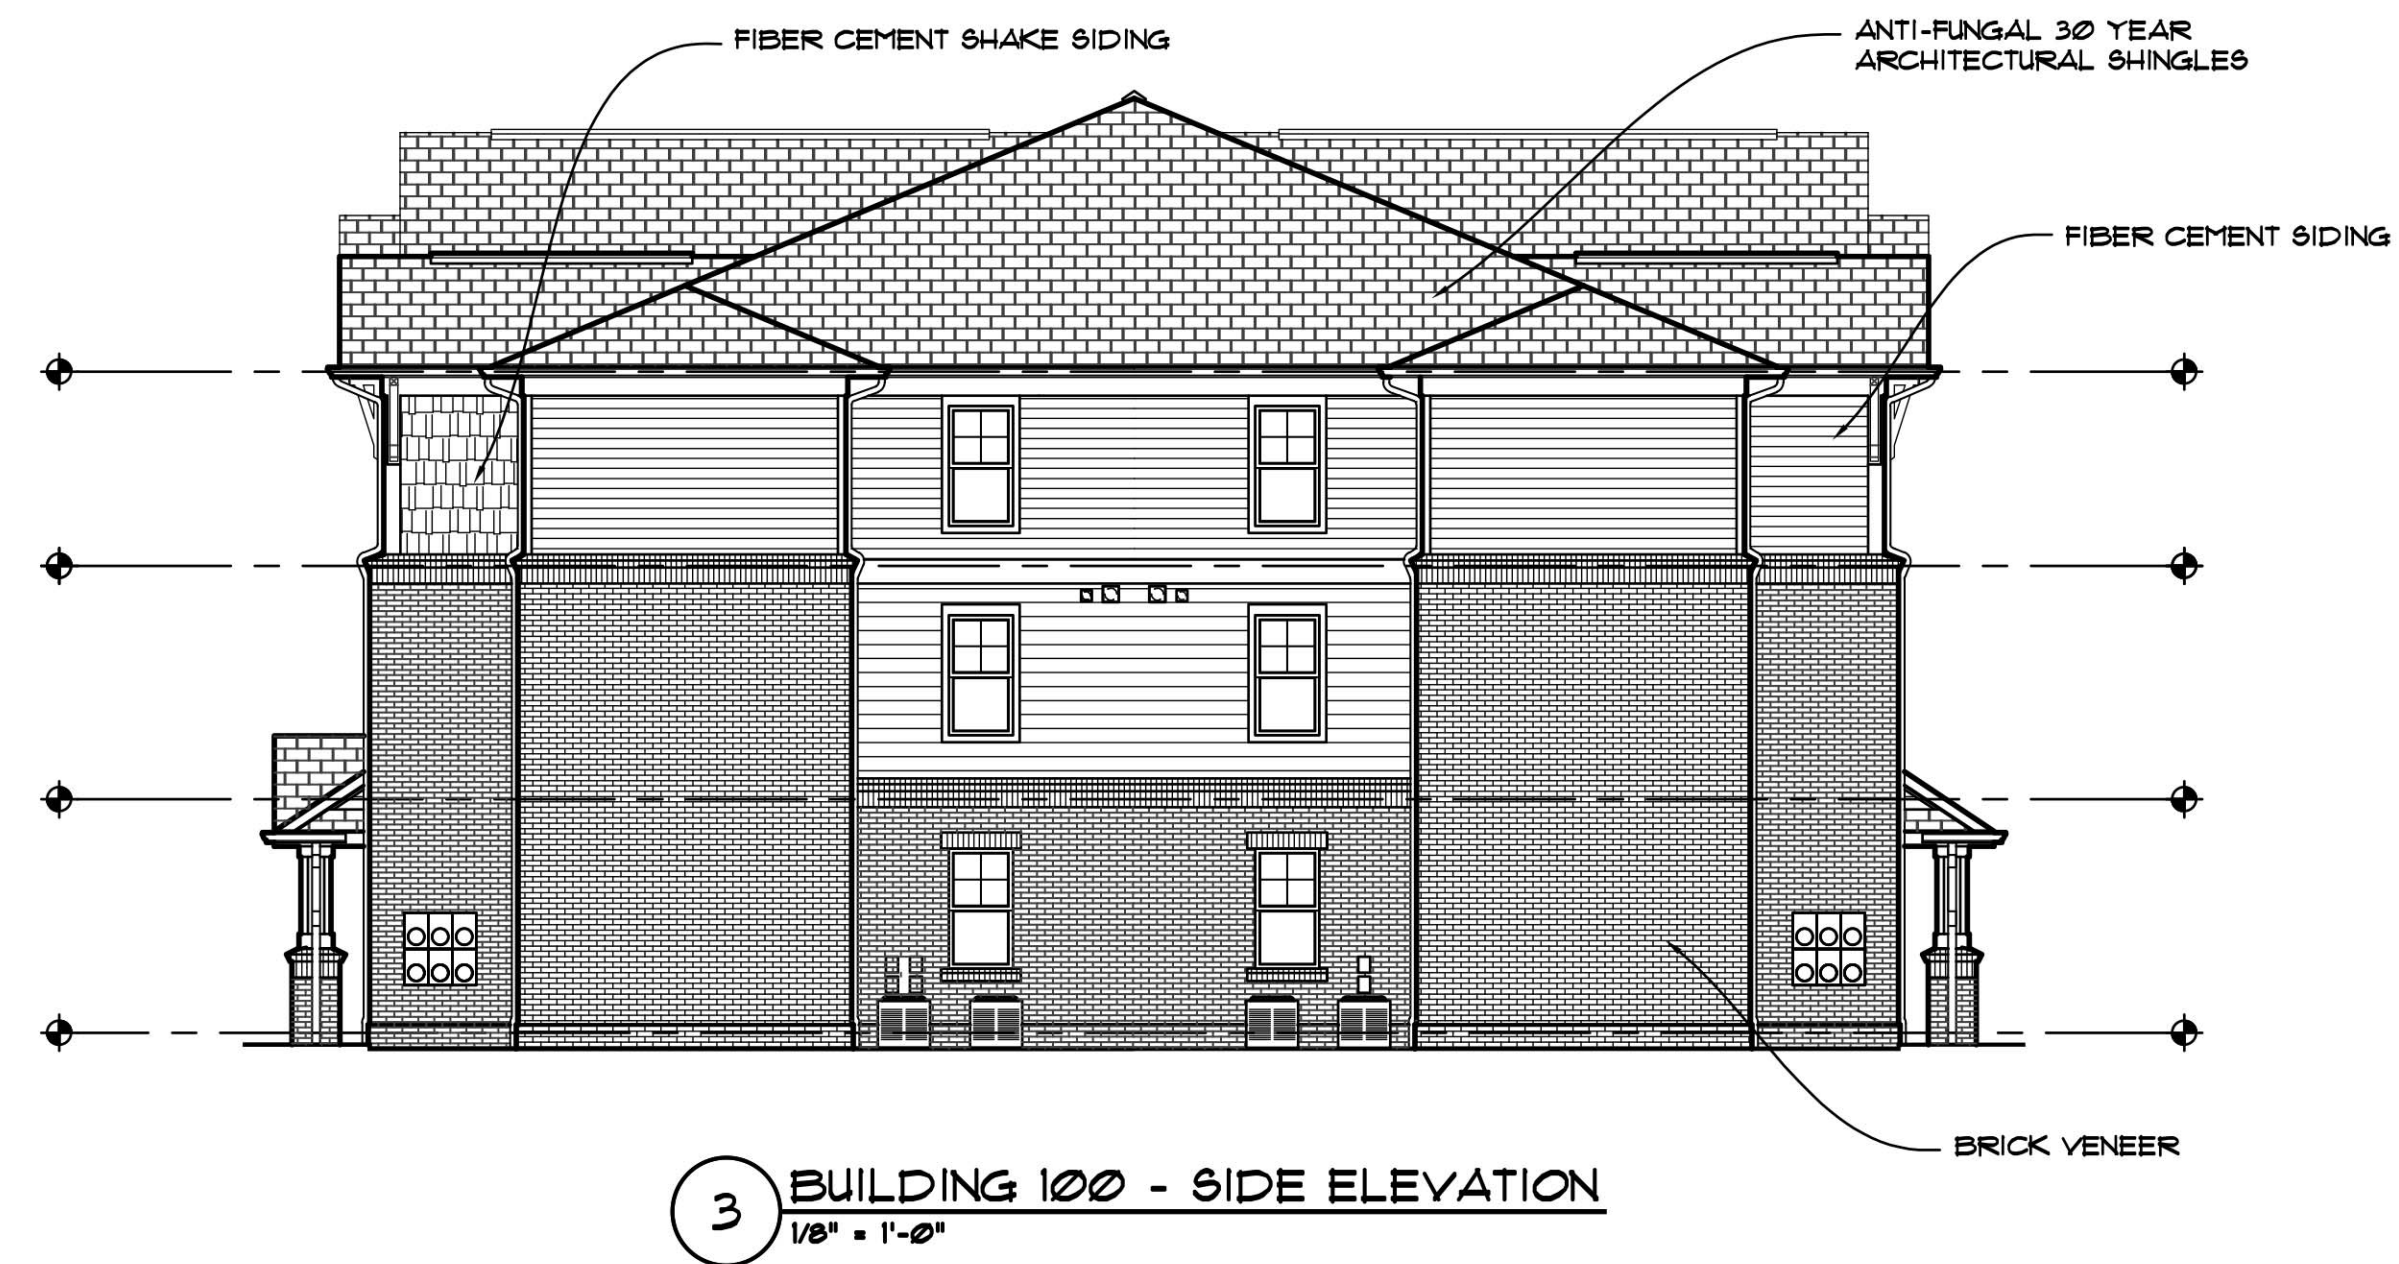 FIBER CEMENT SHAKE SIDING
ANTI-FUNGAL 30 YEAR
ARCHITECTURAL SHINGLES
FIBER CEMENT SIDING
BRICK VENEER
3
BUILDING 100 - SIDE ELEVATION
1/8" = 1'-0"